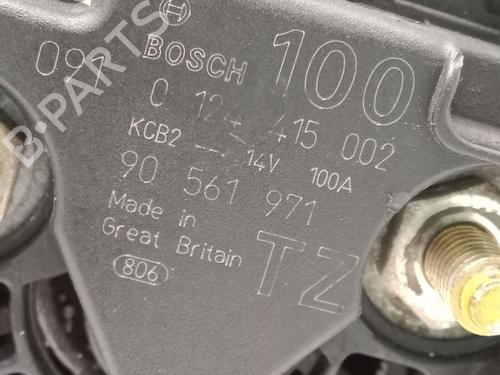 BOSCH 100
092
0 124 415 002
KCB2 -- 14V 100A
90 561 971
Made in
Great Britain
TZ
806
B-PARTS